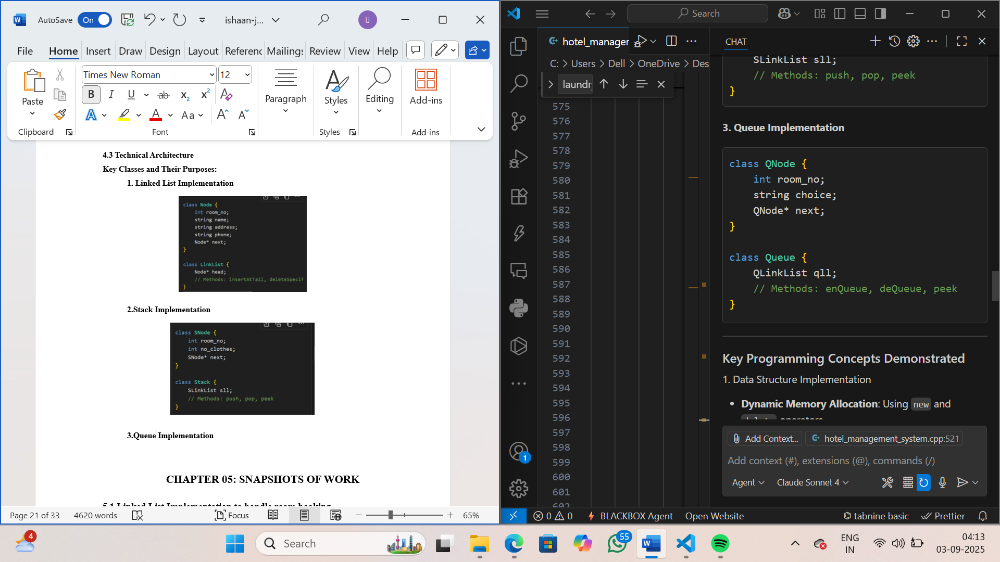 AutoSave On ishaan-j... IJ
File Home Insert Draw Design Layout Referenc Mailings Review View Help
Times New Roman 12
Paste B I U ab x₂ x² A
A A Aa A A
Paragraph Styles Editing Add-ins
Clipboard Font Styles Add-ins
4.3 Technical Architecture
Key Classes and Their Purposes:
1. Linked List Implementation
class Node {
int room_no;
string name;
string address;
string phone;
Node* next;
}
class LinkList {
Node* head;
// Methods: insertAtTail, deleteSpecif
}
2.Stack Implementation
class SNode {
int room_no;
int no_clothes;
SNode* next;
}
class Stack {
SLinkList sll;
// Methods: push, pop, peek
}
3.Queue Implementation
CHAPTER 05: SNAPSHOTS OF WORK
5.1 Linked List Implementation to handle room booking
Page 21 of 33 4620 words Focus 65%
Search
hotel_manager
C: > Users > Dell > OneDrive > Des
laundr
575
576
577
578
579
580
581
582
583
584
585
586
587
588
589
590
591
592
593
594
595
596
597
598
599
600
601
602
1
CHAT
SLinkList sll;
// Methods: push, pop, peek
}
3. Queue Implementation
class QNode {
int room_no;
string choice;
QNode* next;
}
class Queue {
QLinkList qll;
// Methods: enQueue, deQueue, peek
}
Key Programming Concepts Demonstrated
1. Data Structure Implementation
• Dynamic Memory Allocation: Using new and
delete operators
Add Context... hotel_management_system.cpp:521
Add context (#), extensions (@), commands (/)
Agent Claude Sonnet 4
0 0 BLACKBOX Agent Open Website tabnine basic Prettier
4 Search 55 ENG
IN 04:13
03-09-2025